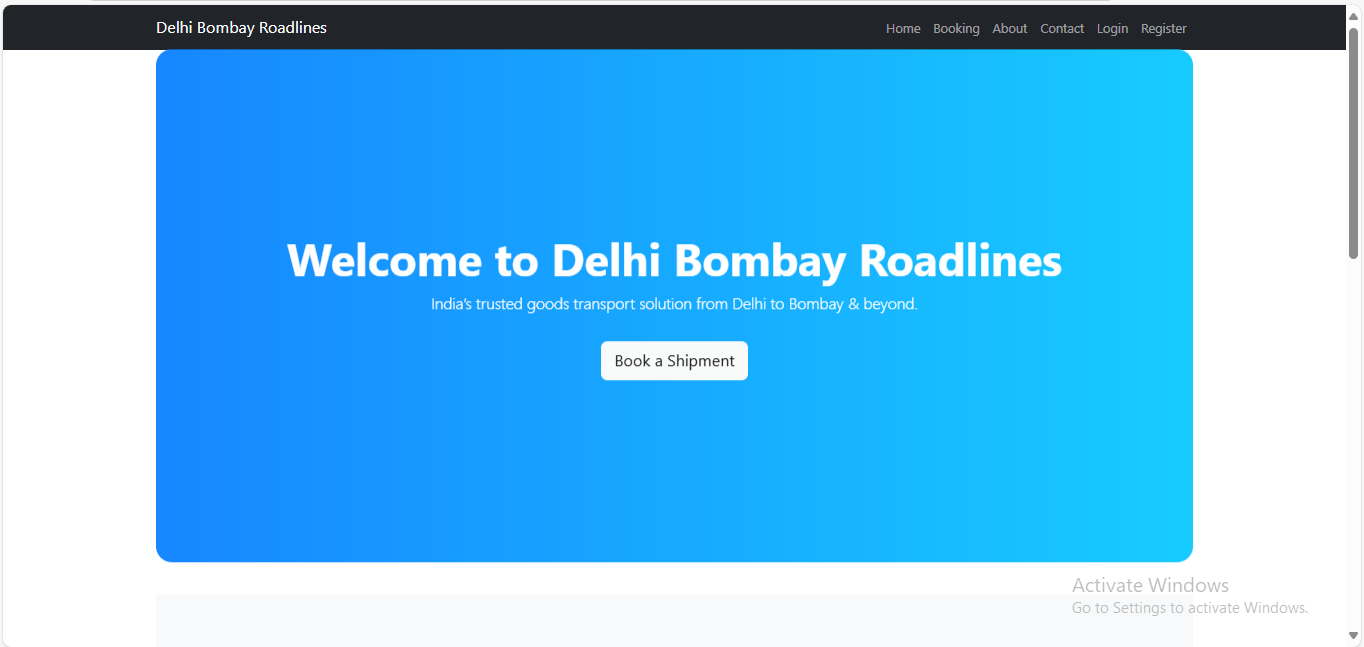 Delhi Bombay Roadlines
Home Booking About Contact Login Register
Welcome to Delhi Bombay Roadlines
India’s trusted goods transport solution from Delhi to Bombay & beyond.
Book a Shipment
Activate Windows
Go to Settings to activate Windows.